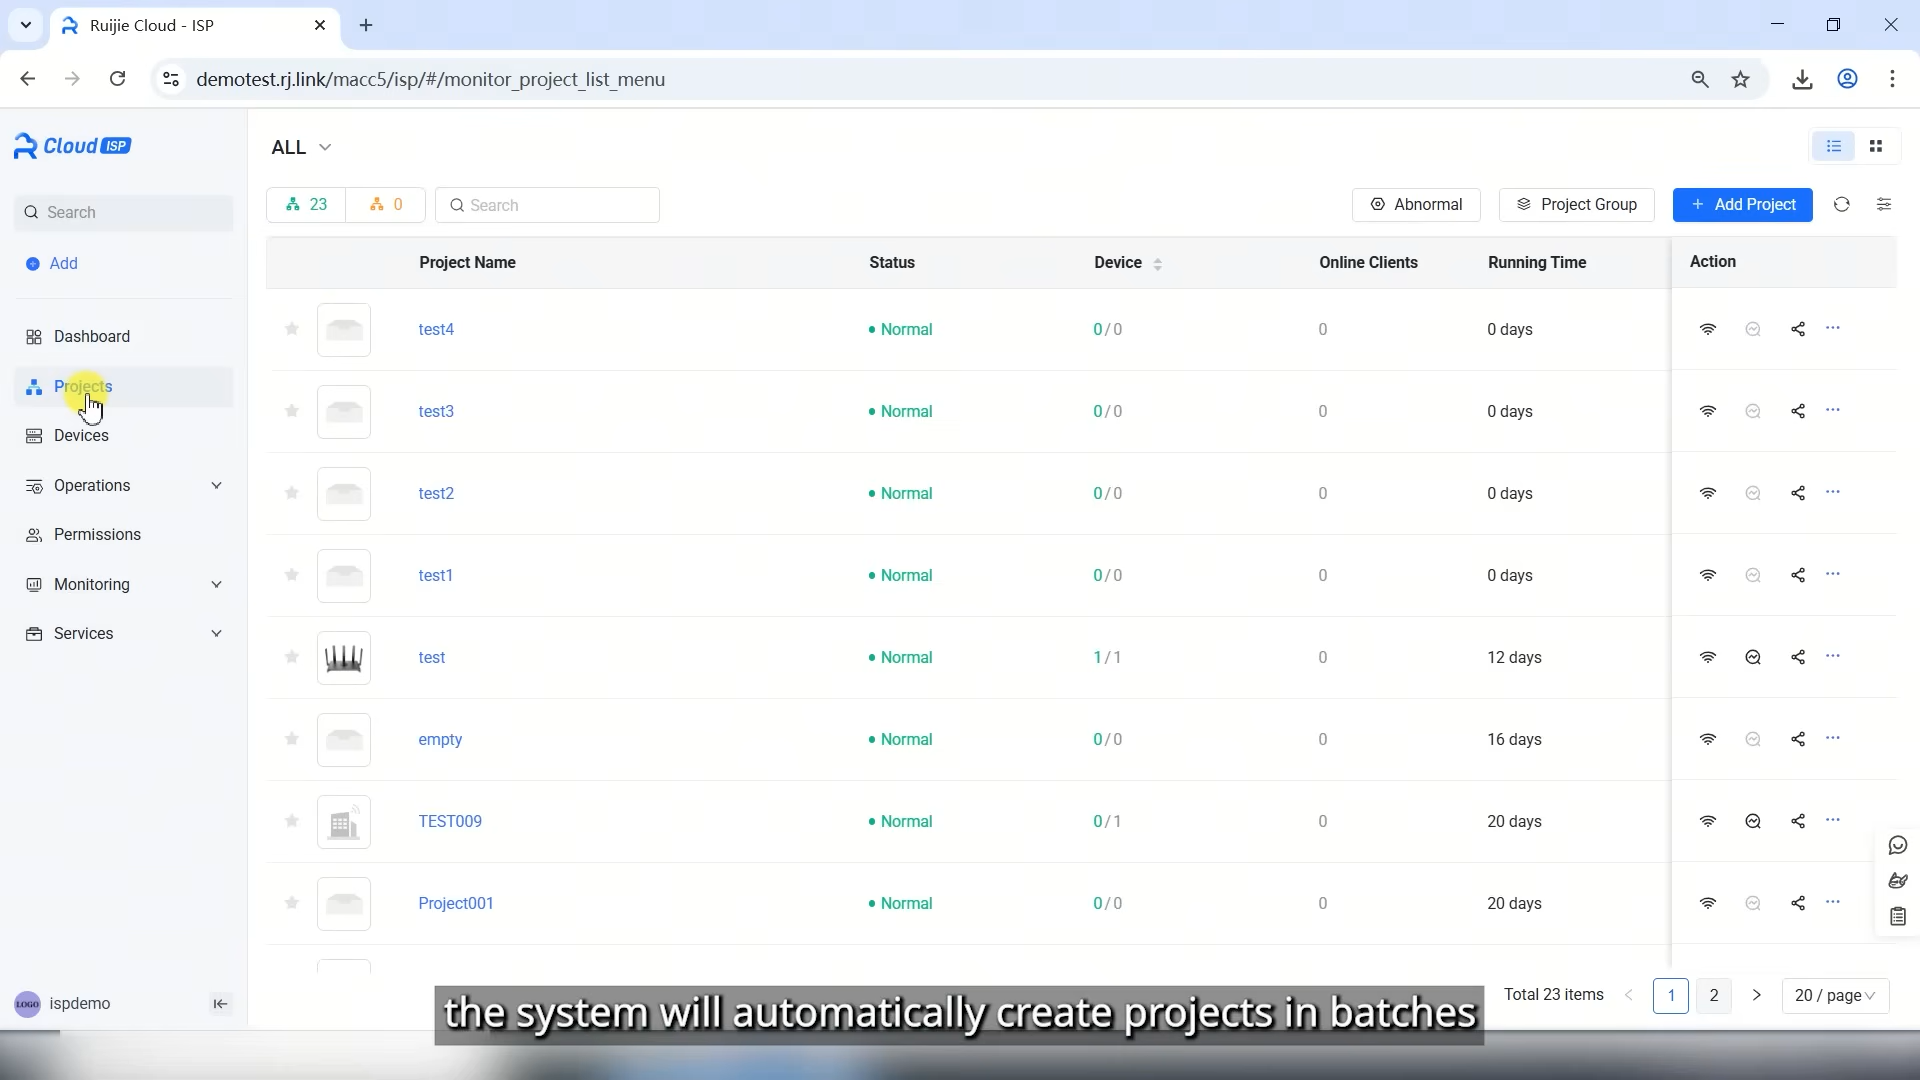 Ruijie Cloud - ISP
demotest.rj.link/macc5/isp/#/monitor_project_list_menu
Cloud ISP
Search
Add
Dashboard
Projects
Devices
Operations
Permissions
Monitoring
Services
LOGO ispdemo
ALL
23 0 Search Abnormal Project Group + Add Project
Project Name Status Device Online Clients Running Time Action
test4 Normal 0/0 0 0 days ...
test3 Normal 0/0 0 0 days ...
test2 Normal 0/0 0 0 days ...
test1 Normal 0/0 0 0 days ...
test Normal 1/1 0 12 days ...
empty Normal 0/0 0 16 days ...
TEST009 Normal 0/1 0 20 days ...
Project001 Normal 0/0 0 20 days ...
Total 23 items < 1 2 > 20 / page
the system will automatically create projects in batches